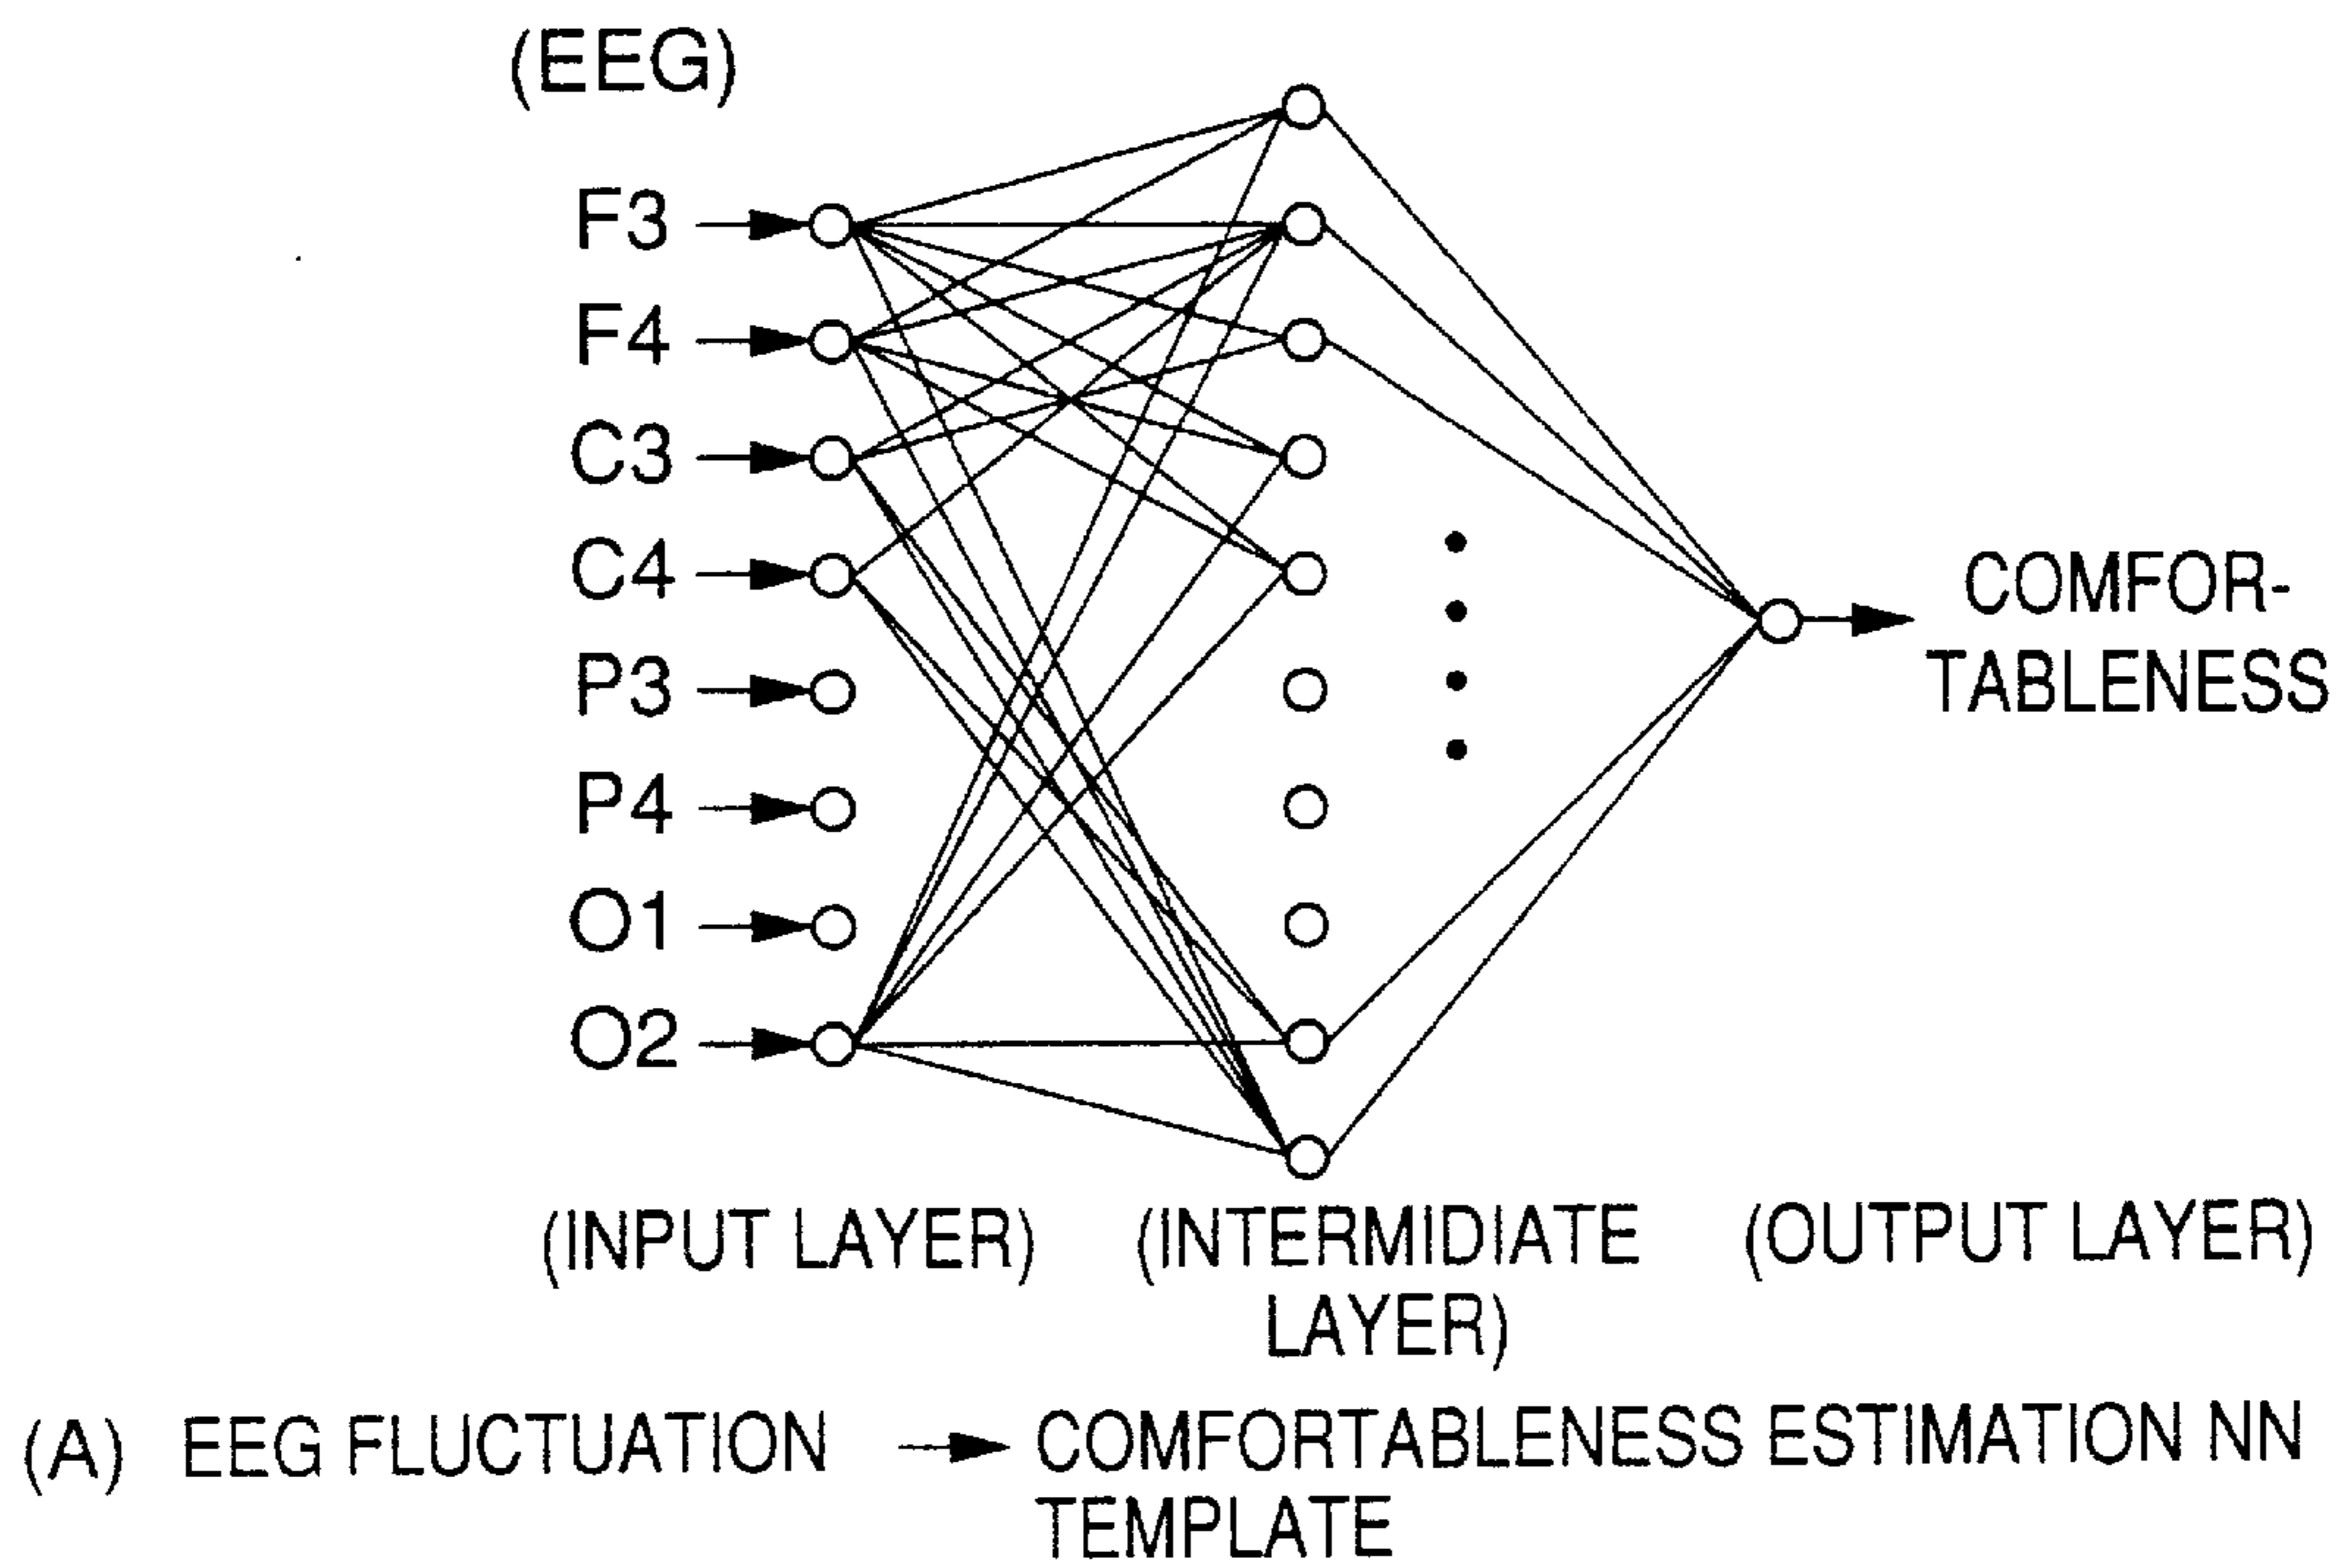 (EEG)
F3
F4
C3
C4
P3
P4
O1
O2
COMFOR-
TABLENESS
(INPUT LAYER)
(INTERMIDIATE
LAYER)
(OUTPUT LAYER)
(A) EEG FLUCTUATION → COMFORTABLENESS ESTIMATION NN
TEMPLATE